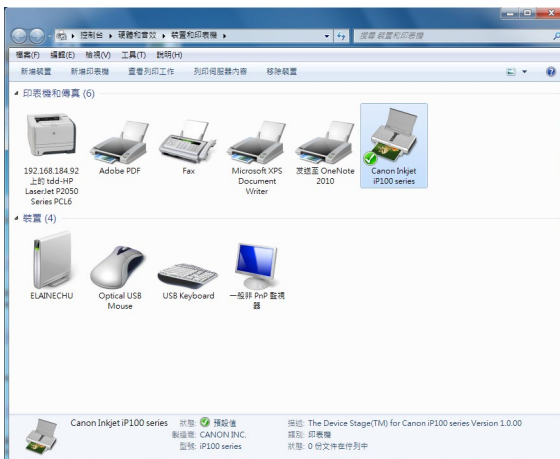 控制台 ▸ 硬體和音效 ▸ 裝置和印表機 ▸
搜尋 裝置和印表機
檔案(F) 編輯(E) 檢視(V) 工具(T) 說明(H)
新增裝置 新增印表機 查看列印工作 列印伺服器內容 移除裝置
印表機和傳真 (6)
192.168.184.92
上的 tdd-HP
LaserJet P2050
Series PCL6
Adobe PDF
Fax
Microsoft XPS
Document
Writer
发送至 OneNote
2010
Canon Inkjet
iP100 series
裝置 (4)
ELAINECHU
Optical USB
Mouse
USB Keyboard
一般非 PnP 監視
器
Canon Inkjet iP100 series 狀態: 預設值 描述: The Device Stage(TM) for Canon iP100 series Version 1.0.00
製造商: CANON INC. 類別: 印表機
型號: iP100 series 狀態: 0 份文件在佇列中